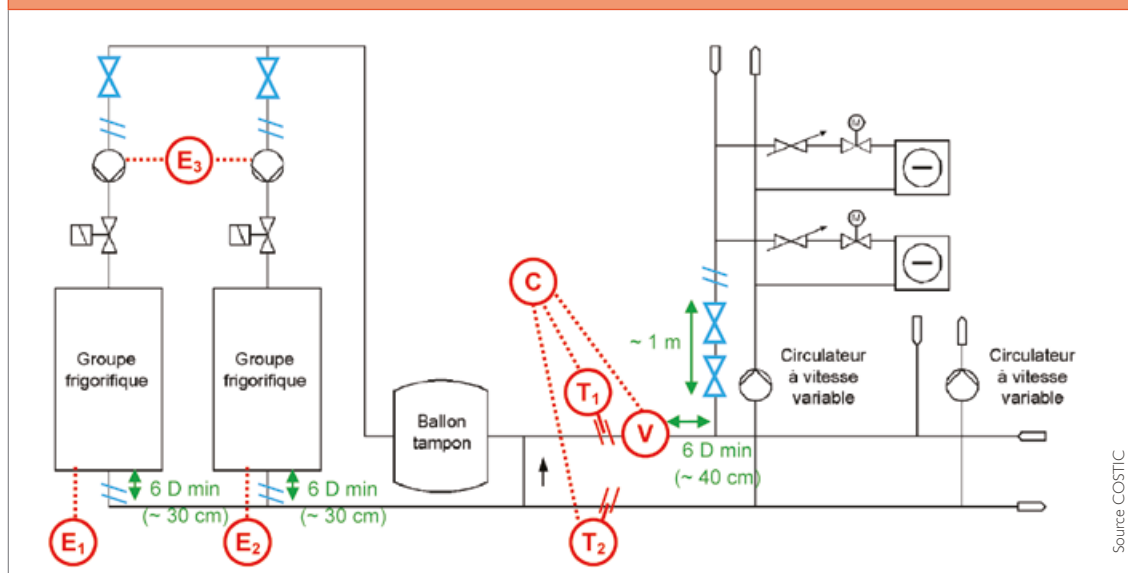 E3
M
M
C
~ 1 m
Groupe
frigorifique
Groupe
frigorifique
Circulateur
à vitesse
variable
Circulateur
à vitesse
variable
T1
Ballon
tampon
V
6 D min
(~ 40 cm)
6 D min
(~ 30 cm)
6 D min
(~ 30 cm)
E1
E2
T2
Source COSTIC